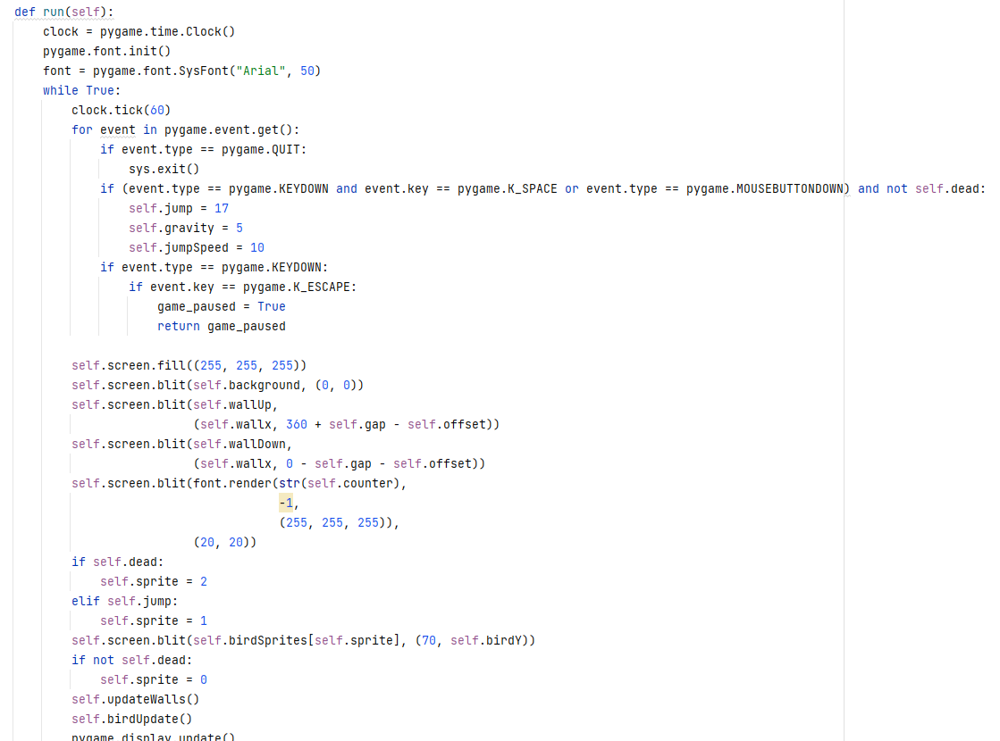 def run(self):
    clock = pygame.time.Clock()
    pygame.font.init()
    font = pygame.font.SysFont("Arial", 50)
    while True:
        clock.tick(60)
        for event in pygame.event.get():
            if event.type == pygame.QUIT:
                sys.exit()
            if (event.type == pygame.KEYDOWN and event.key == pygame.K_SPACE or event.type == pygame.MOUSEBUTTONDOWN) and not self.dead:
                self.jump = 17
                self.gravity = 5
                self.jumpSpeed = 10
            if event.type == pygame.KEYDOWN:
                if event.key == pygame.K_ESCAPE:
                    game_paused = True
                    return game_paused

        self.screen.fill((255, 255, 255))
        self.screen.blit(self.background, (0, 0))
        self.screen.blit(self.wallUp,
                         (self.wallx, 360 + self.gap - self.offset))
        self.screen.blit(self.wallDown,
                         (self.wallx, 0 - self.gap - self.offset))
        self.screen.blit(font.render(str(self.counter),
                                     -1,
                                     (255, 255, 255)),
                         (20, 20))
        if self.dead:
            self.sprite = 2
        elif self.jump:
            self.sprite = 1
        self.screen.blit(self.birdSprites[self.sprite], (70, self.birdY))
        if not self.dead:
            self.sprite = 0
        self.updateWalls()
        self.birdUpdate()
        pygame.display.update()